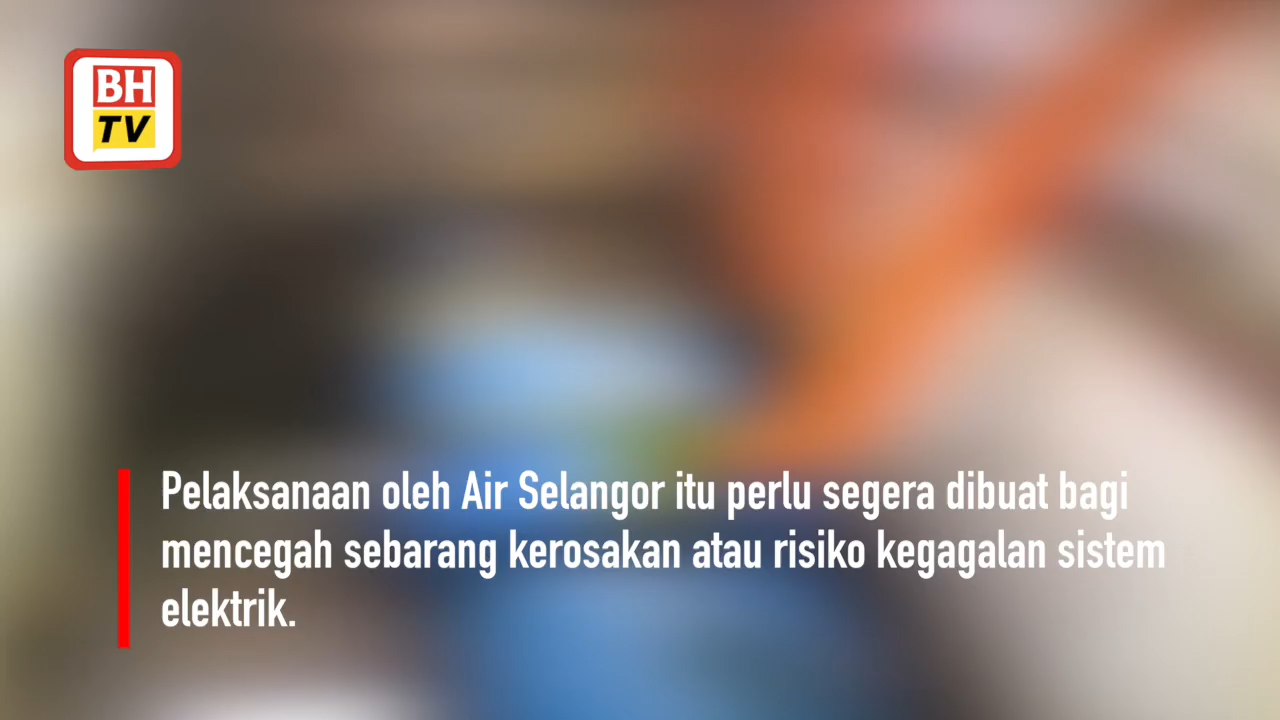 BH
TV
Pelaksanaan oleh Air Selangor itu perlu segera dibuat bagi
mencegah sebarang kerosakan atau risiko kegagalan sistem
elektrik.